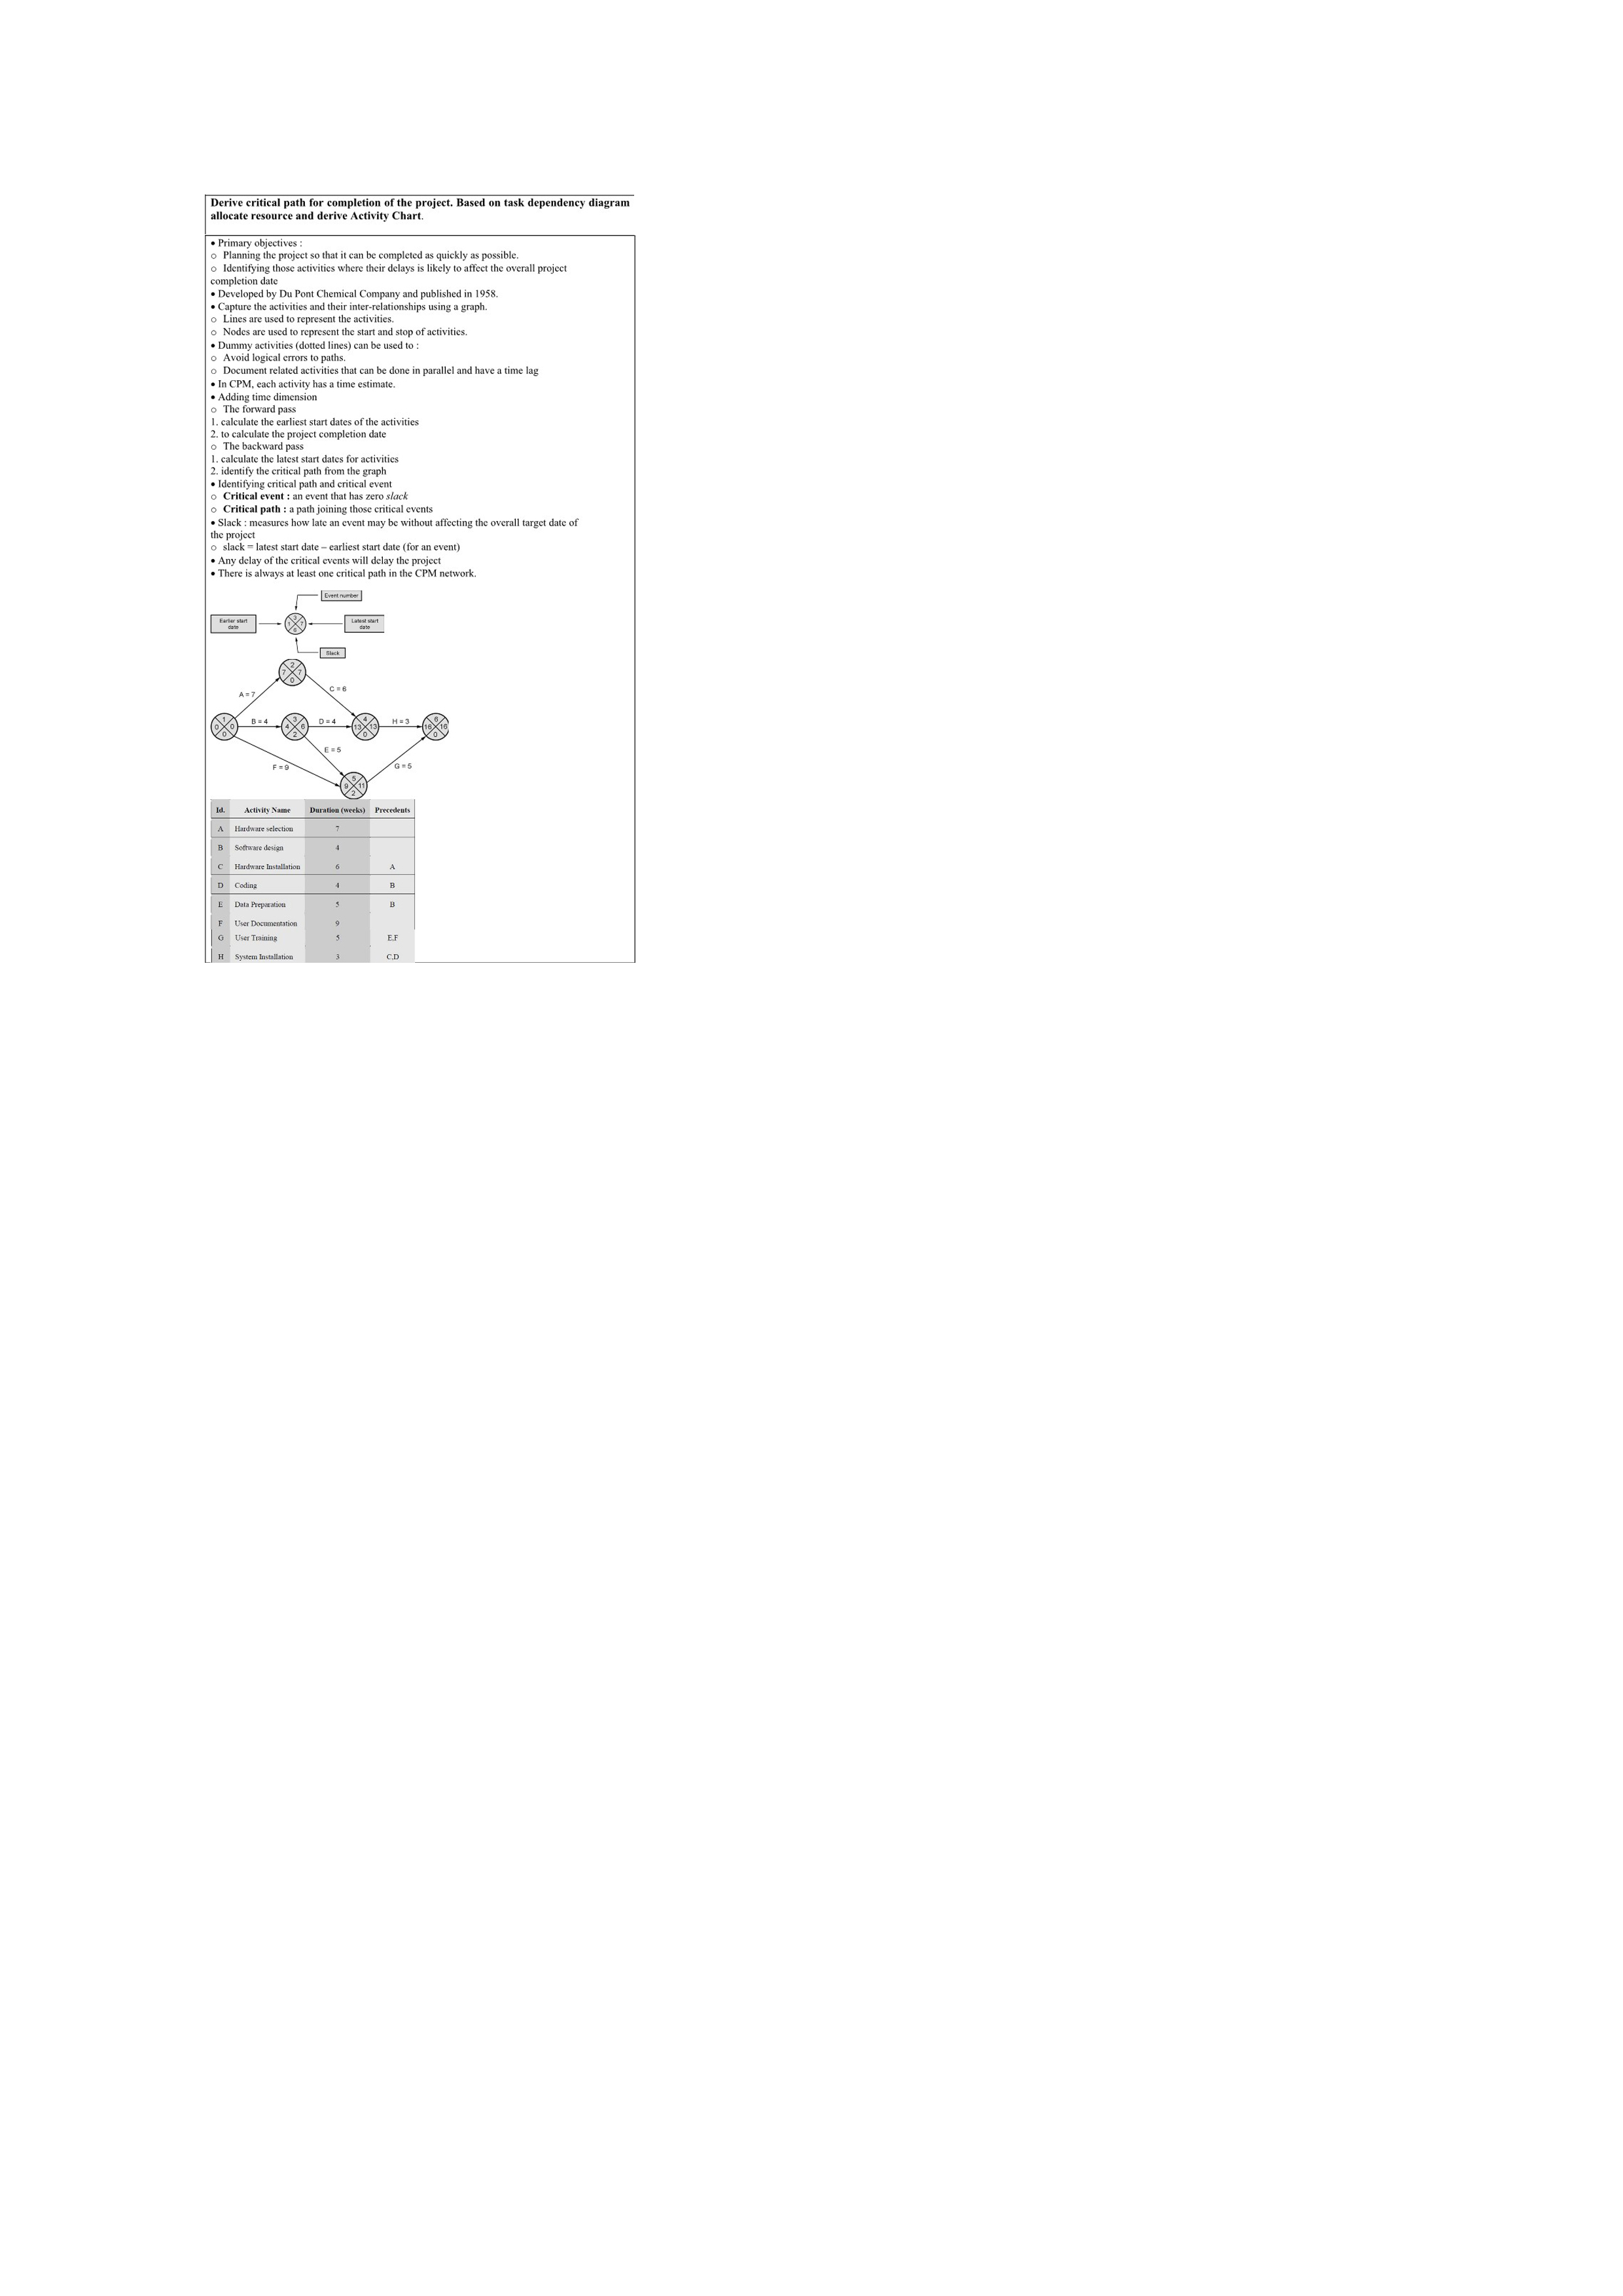 Derive critical path for completion of the project. Based on task dependency diagram
allocate resource and derive Activity Chart.
• Primary objectives :
o Planning the project so that it can be completed as quickly as possible.
o Identifying those activities where their delays is likely to affect the overall project
completion date
• Developed by Du Pont Chemical Company and published in 1958.
• Capture the activities and their inter-relationships using a graph.
o Lines are used to represent the activities.
o Nodes are used to represent the start and stop of activities.
• Dummy activities (dotted lines) can be used to :
o Avoid logical errors to paths.
o Document related activities that can be done in parallel and have a time lag
• In CPM, each activity has a time estimate.
• Adding time dimension
o The forward pass
1. calculate the earliest start dates of the activities
2. to calculate the project completion date
o The backward pass
1. calculate the latest start dates for activities
2. identify the critical path from the graph
• Identifying critical path and critical event
o Critical event : an event that has zero slack
o Critical path : a path joining those critical events
• Slack : measures how late an event may be without affecting the overall target date of
the project
o slack = latest start date – earliest start date (for an event)
• Any delay of the critical events will delay the project
• There is always at least one critical path in the CPM network.
Event number
Earlier start
date
3
1 7
6
Latest start
date
Slack
2
7 7
0
A = 7
C = 6
1
0 0
0
B = 4
3
4 6
2
D = 4
4
13 13
0
H = 3
6
16 16
0
E = 5
F = 9
G = 5
5
9 11
2
Id. Activity Name Duration (weeks) Precedents
A Hardware selection 7
B Software design 4
C Hardware Installation 6 A
D Coding 4 B
E Data Preparation 5 B
F User Documentation 9
G User Training 5 E,F
H System Installation 3 C,D